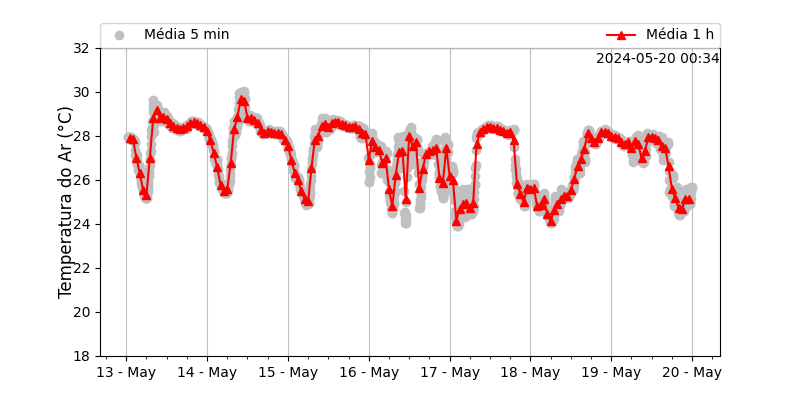 Média 5 min
Média 1 h
2024-05-20 00:34
Temperatura do Ar (°C)
32
30
28
26
24
22
20
18
13 - May
14 - May
15 - May
16 - May
17 - May
18 - May
19 - May
20 - May